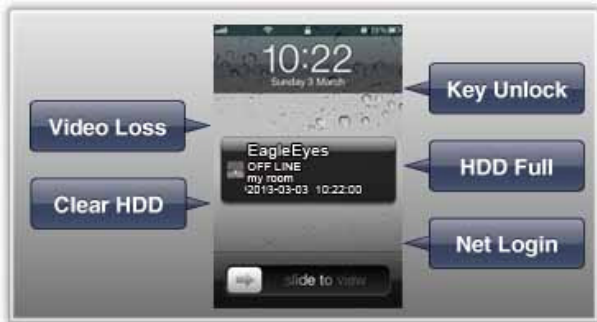 10:22
Sunday 3 March
Key Unlock
Video Loss
EagleEyes
OFF LINE
my room
2013-03-03 10:22:00
HDD Full
Clear HDD
Net Login
slide to view